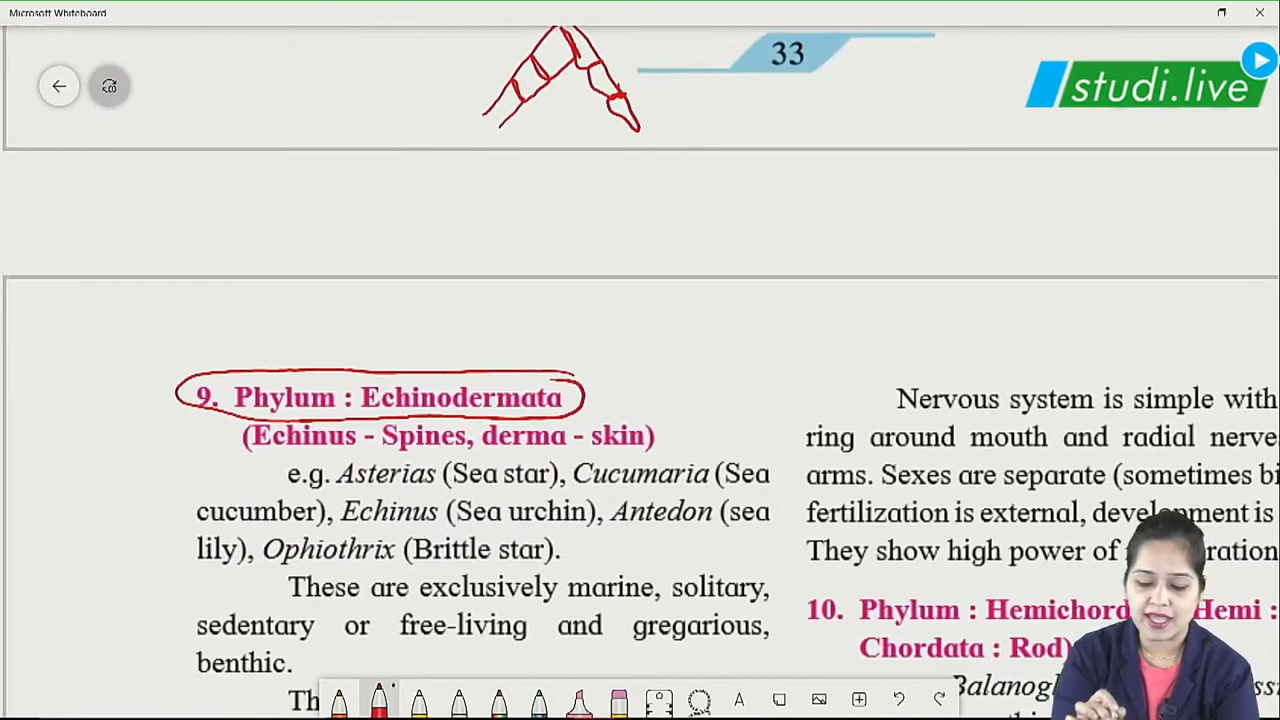 Microsoft Whiteboard
33
studi.live
9. Phylum : Echinodermata
(Echinus - Spines, derma - skin)
e.g. Asterias (Sea star), Cucumaria (Sea
cucumber), Echinus (Sea urchin), Antedon (sea
lily), Ophiothrix (Brittle star).
These are exclusively marine, solitary,
sedentary or free-living and gregarious,
benthic.
Th
Nervous system is simple with
ring around mouth and radial nerve
arms. Sexes are separate (sometimes bi
fertilization is external, development is
They show high power of
10. Phylum : Hemichord Hemi :
Chordata : Rod)
Balanog